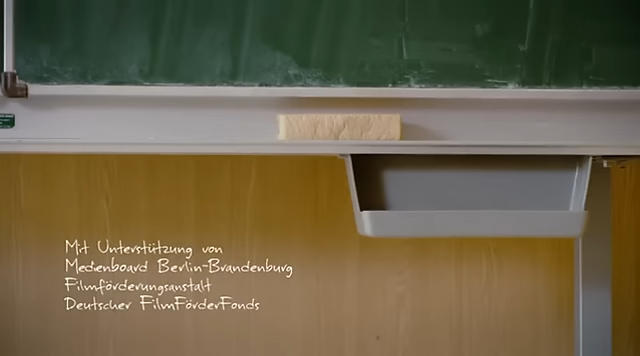 Mit Unterstützung von
Medienboard Berlin-Brandenburg
Filmförderungsanstalt
Deutscher FilmFörderFonds